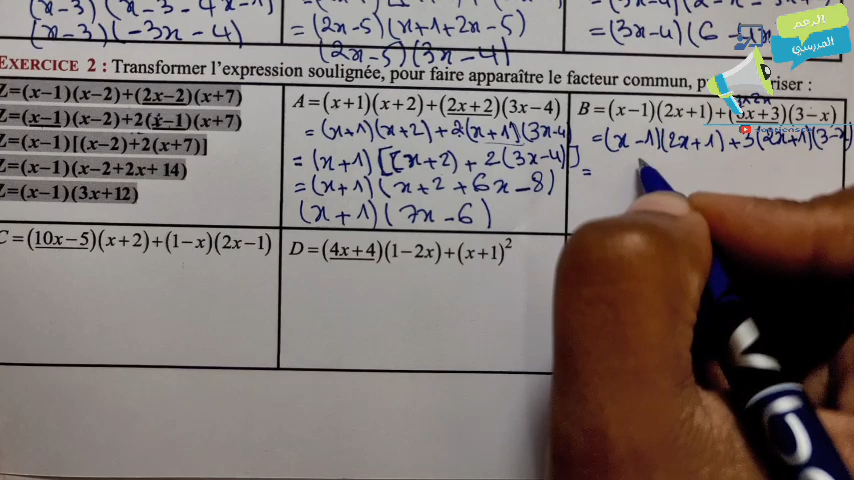 (x-3)(x-3-4x-1)
(x-3)(-3x-4)
=(2x-5)(x+1+2x-5)
(2x-5)(3x-4)
=(3x-4)(6
الرغم
المدرسي
EXERCICE 2 : Transformer l'expression soulignée, pour faire apparaître le facteur commun, p iser :
Z=(x−1)(x−2)+(2x−2)(x+7)
Z=(x−1)(x−2)+2(x−1)(x+7)
Z=(x−1)[(x−2)+2(x+7)]
Z=(x−1)(x−2+2x+14)
Z=(x−1)(3x+12)
A=(x+1)(x+2)+(2x+2)(3x−4)
=(x+1)(x+2)+2(x+1)(3x-4)
=(x+1)[(x+2)+2(3x-4)]
=(x+1)(x+2+6x-8)
(x+1)(7x-6)
B=(x−1)(2x+1)+(6x+3)(3−x)
=(x-1)(2x+1)+3(2x+1)(3-x)
=
C=(10x−5)(x+2)+(1−x)(2x−1)
D=(4x+4)(1−2x)+(x+1)²